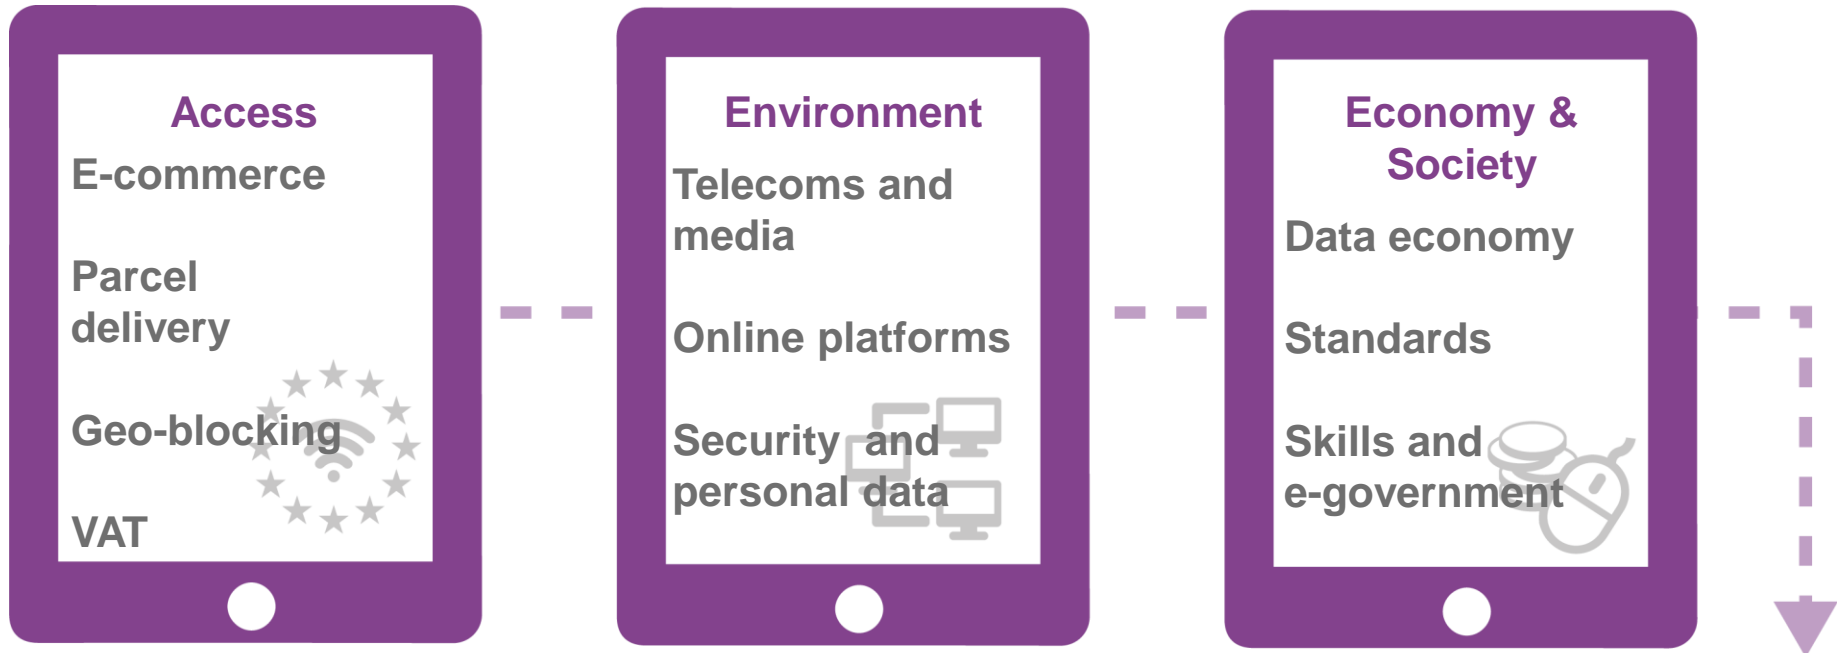 Access
E-commerce
Parcel
delivery
Geo-blocking
VAT
Environment
Telecoms and
media
Online platforms
Security and
personal data
Economy &
Society
Data economy
Standards
Skills and
e-government